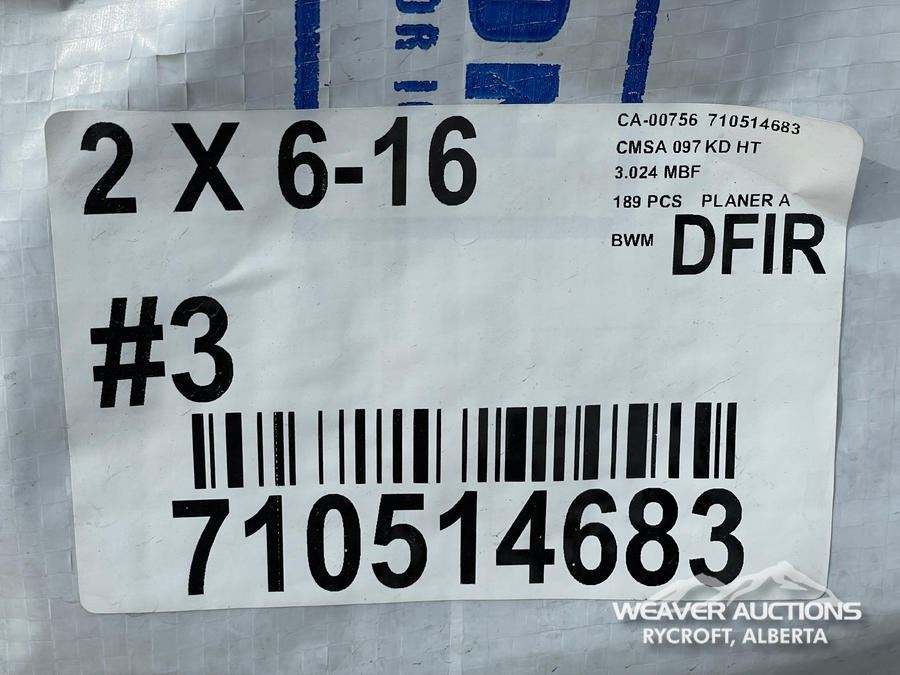 2 X 6-16
CA-00756 710514683
CMSA 097 KD HT
3.024 MBF
189 PCS PLANER A
BWM DFIR
#3
710514683
WEAVER AUCTIONS
RYCROFT, ALBERTA